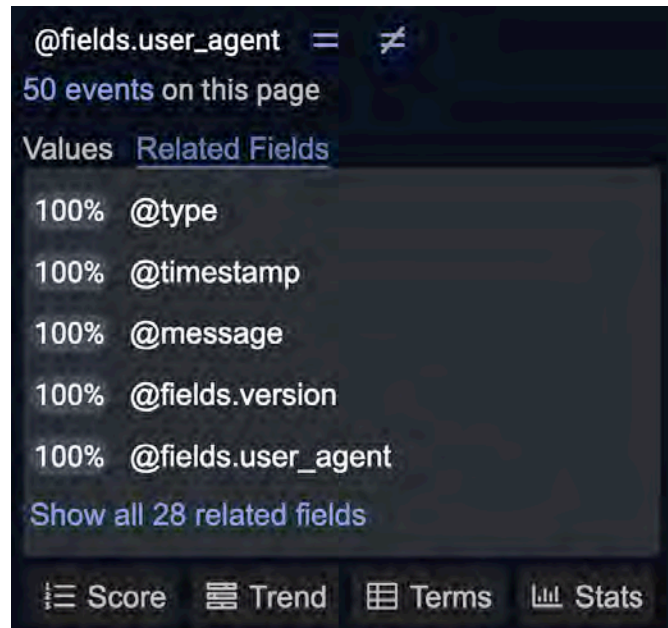 @fields.user_agent = ≠
50 events on this page
Values Related Fields
100% @type
100% @timestamp
100% @message
100% @fields.version
100% @fields.user_agent
Show all 28 related fields
Score Trend Terms Stats